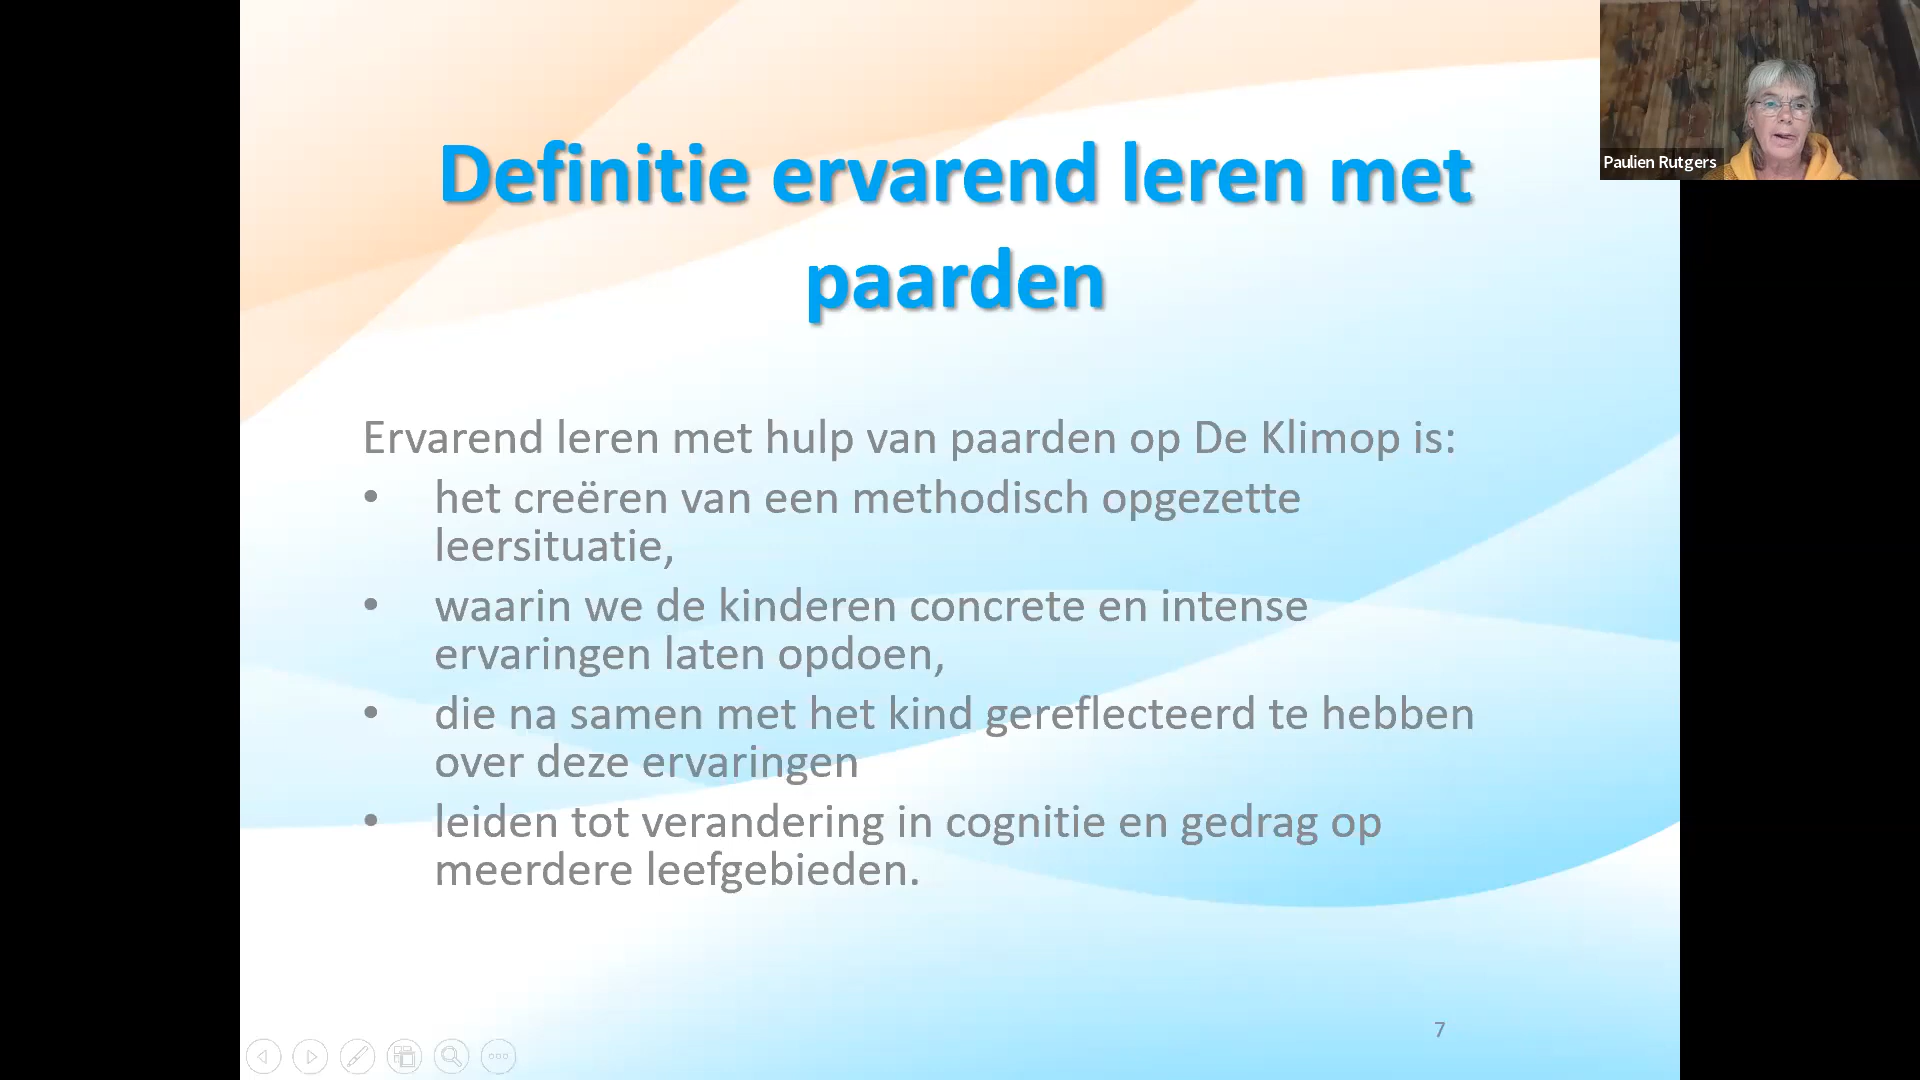 Definitie ervarend leren met
paarden
Paulien Rutgers
Ervarend leren met hulp van paarden op De Klimop is:
• het creëren van een methodisch opgezette
leersituatie,
• waarin we de kinderen concrete en intense
ervaringen laten opdoen,
• die na samen met het kind gereflecteerd te hebben
over deze ervaringen
• leiden tot verandering in cognitie en gedrag op
meerdere leefgebieden.
7